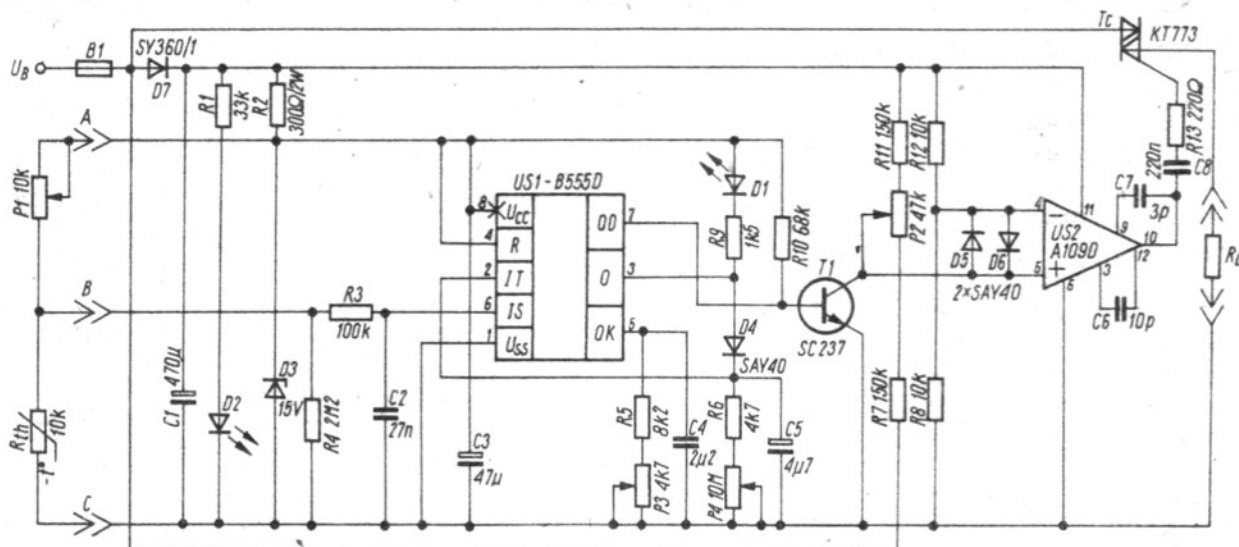 Tc
KT773
U_B
B1
SY360/1
D7
R1
33k
R2
300Ω/2W
A
P1 10k
US1-B555D
8
U_CC
DD
7
4
R
2
IT
O
3
6
IS
1
U_SS
OK
5
D1
R9
1k5
R10 68k
R11 150k
R12 10k
P2 47k
R13 220Ω
220n
C8
C7
3p
4
11
US2
A109D
9
10
12
5
6
3
D5
D6
2×SAY40
C6
10p
R_L
T1
SC237
B
R3
100k
D4
SAY40
Rth
10k
-t°
C1 470µ
D2
D3
15V
R4 2M2
C2
27n
C3
47µ
R5
8k2
C4
2µ2
P3 4k7
R6
4k7
P4 10M
C5
4µ7
R7 150k
R8 10k
C